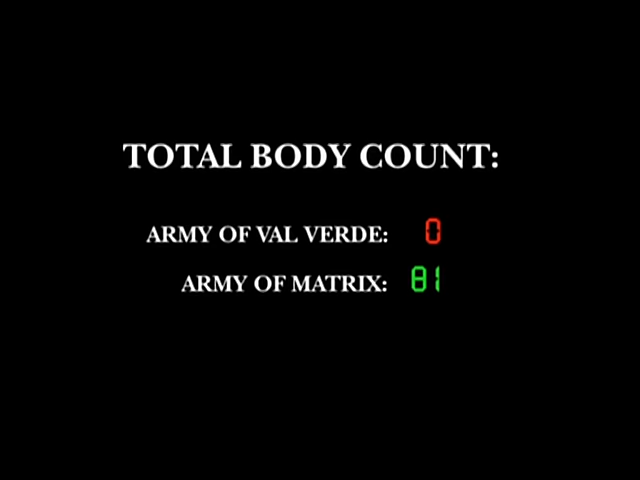 TOTAL BODY COUNT:
ARMY OF VAL VERDE: 0
ARMY OF MATRIX: 81